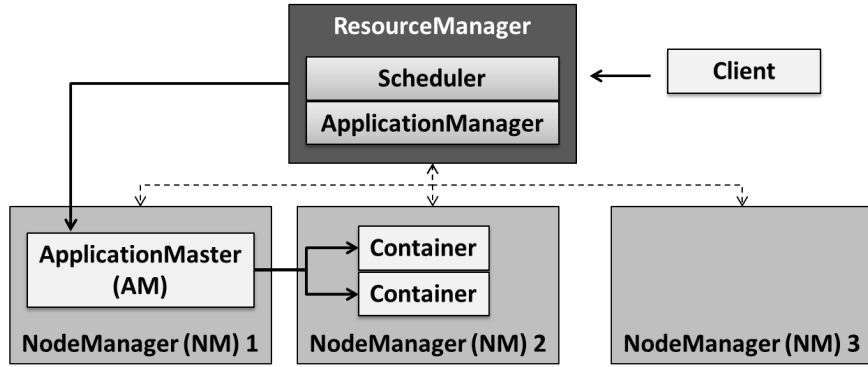 ResourceManager
Scheduler
ApplicationManager
Client
ApplicationMaster
(AM)
Container
Container
NodeManager (NM) 1
NodeManager (NM) 2
NodeManager (NM) 3